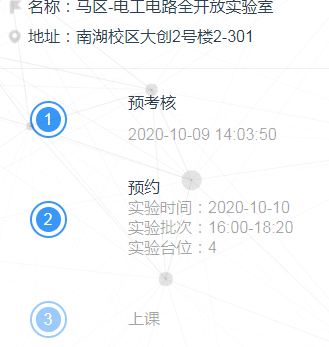 名称：马区-电工电路全开放实验室
地址：南湖校区大创2号楼2-301
1
预考核
2020-10-09 14:03:50
2
预约
实验时间：2020-10-10
实验批次：16:00-18:20
实验台位：4
3
上课